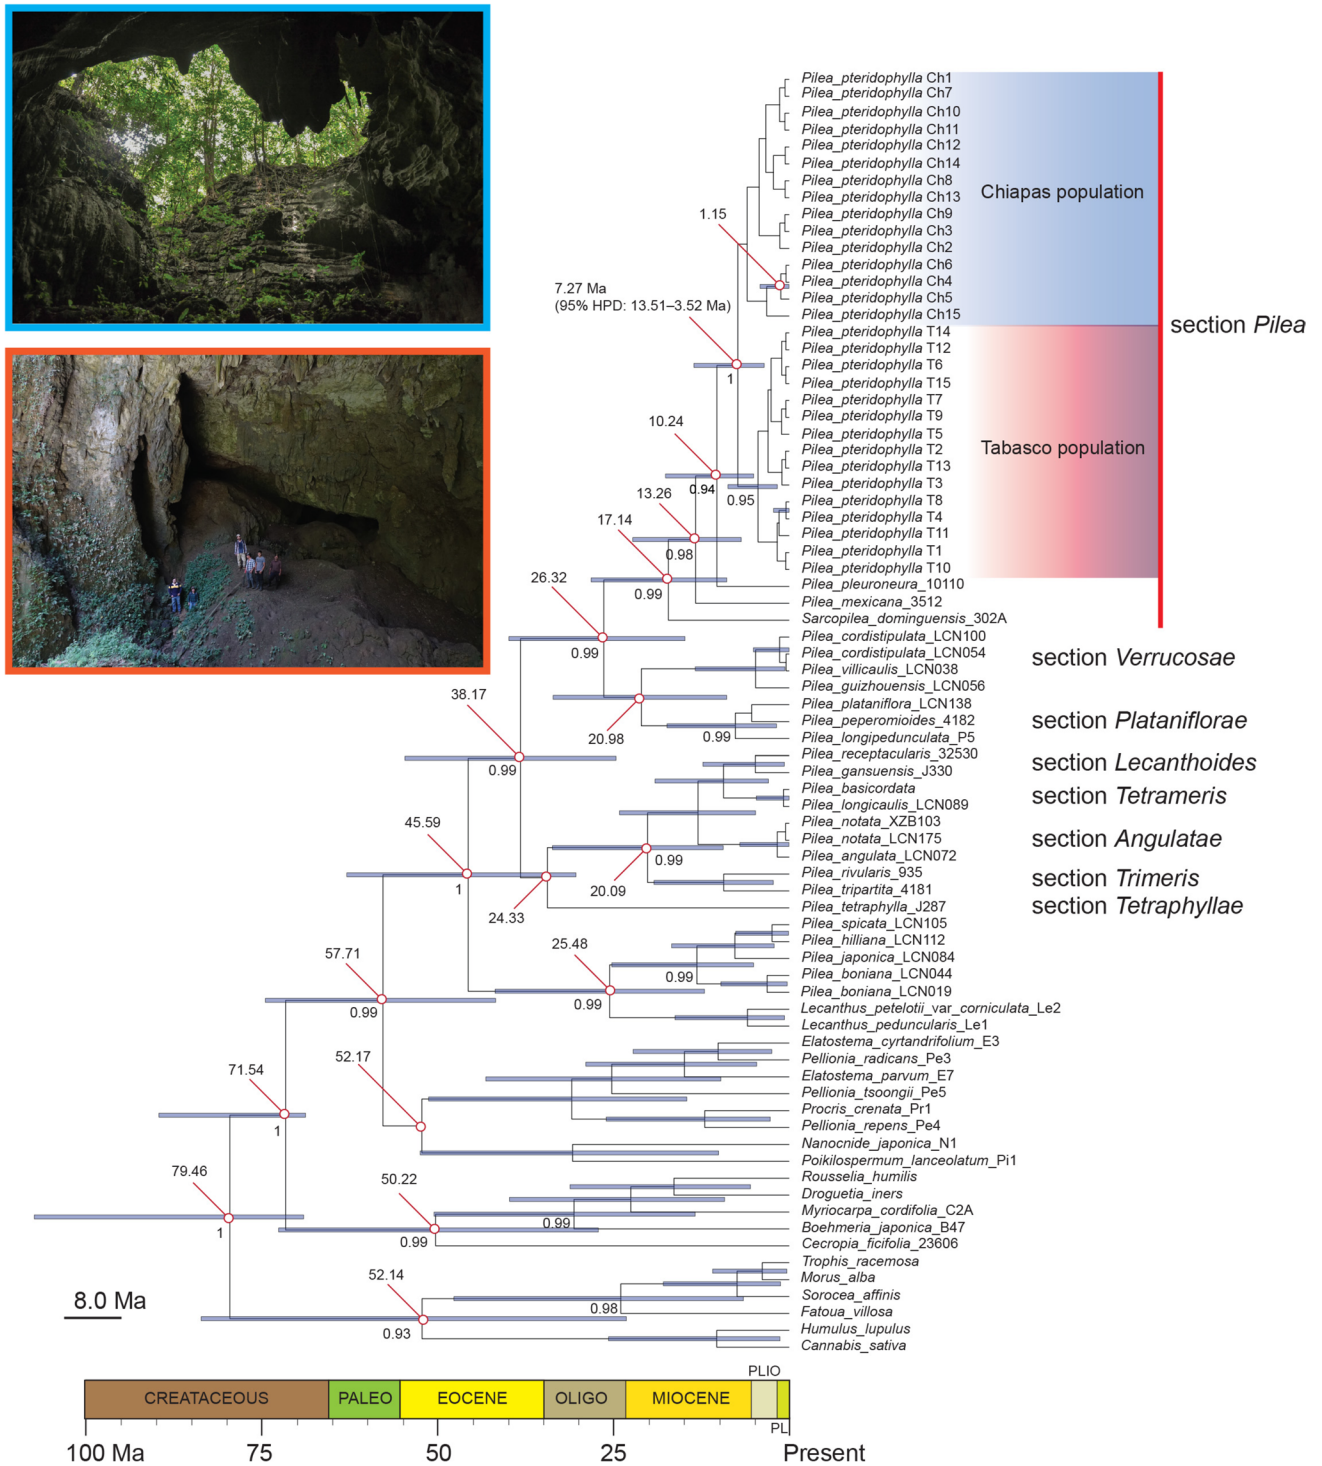 Pilea_pteridophylla Ch1
Pilea_pteridophylla Ch7
Pilea_pteridophylla Ch10
Pilea_pteridophylla Ch11
Pilea_pteridophylla Ch12
Pilea_pteridophylla Ch14
Pilea_pteridophylla Ch8
Chiapas population
Pilea_pteridophylla Ch13
1.15
Pilea_pteridophylla Ch9
Pilea_pteridophylla Ch3
Pilea_pteridophylla Ch2
Pilea_pteridophylla Ch6
Pilea_pteridophylla Ch4
7.27 Ma
(95% HPD: 13.51–3.52 Ma)
Pilea_pteridophylla Ch5
Pilea_pteridophylla Ch15
section Pilea
Pilea_pteridophylla T14
Pilea_pteridophylla T12
Pilea_pteridophylla T6
1
Pilea_pteridophylla T15
Pilea_pteridophylla T7
Pilea_pteridophylla T9
10.24
Pilea_pteridophylla T5
Tabasco population
Pilea_pteridophylla T2
Pilea_pteridophylla T13
Pilea_pteridophylla T3
13.26
0.94
0.95
Pilea_pteridophylla T8
Pilea_pteridophylla T4
17.14
Pilea_pteridophylla T11
0.98
Pilea_pteridophylla T1
Pilea_pteridophylla T10
26.32
0.99
Pilea_pleuroneura_10110
Pilea_mexicana_3512
Sarcopilea_dominguensis_302A
Pilea_cordistipulata_LCN100
0.99
Pilea_cordistipulata_LCN054
section Verrucosae
Pilea_villicaulis_LCN038
Pilea_guizhouensis_LCN056
38.17
Pilea_plataniflora_LCN138
Pilea_peperomioides_4182
section Plataniflorae
20.98
0.99
Pilea_longipedunculata_P5
Pilea_receptacularis_32530
0.99
Pilea_gansuensis_J330
section Lecanthoides
Pilea_basicordata
section Tetrameris
Pilea_longicaulis_LCN089
45.59
Pilea_notata_XZB103
Pilea_notata_LCN175
section Angulatae
0.99
Pilea_angulata_LCN072
1
20.09
Pilea_rivularis_935
section Trimeris
Pilea_tripartita_4181
24.33
Pilea_tetraphylla_J287
section Tetraphyllae
Pilea_spicata_LCN105
25.48
Pilea_hilliana_LCN112
57.71
Pilea_japonica_LCN084
0.99
Pilea_boniana_LCN044
0.99
0.99
Pilea_boniana_LCN019
Lecanthus_petelotii_var_corniculata_Le2
Lecanthus_peduncularis_Le1
Elatostema_cyrtandrifolium_E3
52.17
Pellionia_radicans_Pe3
71.54
Elatostema_parvum_E7
Pellionia_tsoongii_Pe5
Procris_crenata_Pr1
1
Pellionia_repens_Pe4
Nanocnide_japonica_N1
Poikilospermum_lanceolatum_Pi1
79.46
50.22
Rousselia_humilis
Droguetia_iners
Myriocarpa_cordifolia_C2A
1
0.99
0.99
Boehmeria_japonica_B47
Cecropia_ficifolia_23606
52.14
Trophis_racemosa
Morus_alba
8.0 Ma
Sorocea_affinis
0.98
Fatoua_villosa
0.93
Humulus_lupulus
Cannabis_sativa
PLIO
CREATACEOUS PALEO EOCENE OLIGO MIOCENE
PL
100 Ma 75 50 25 Present